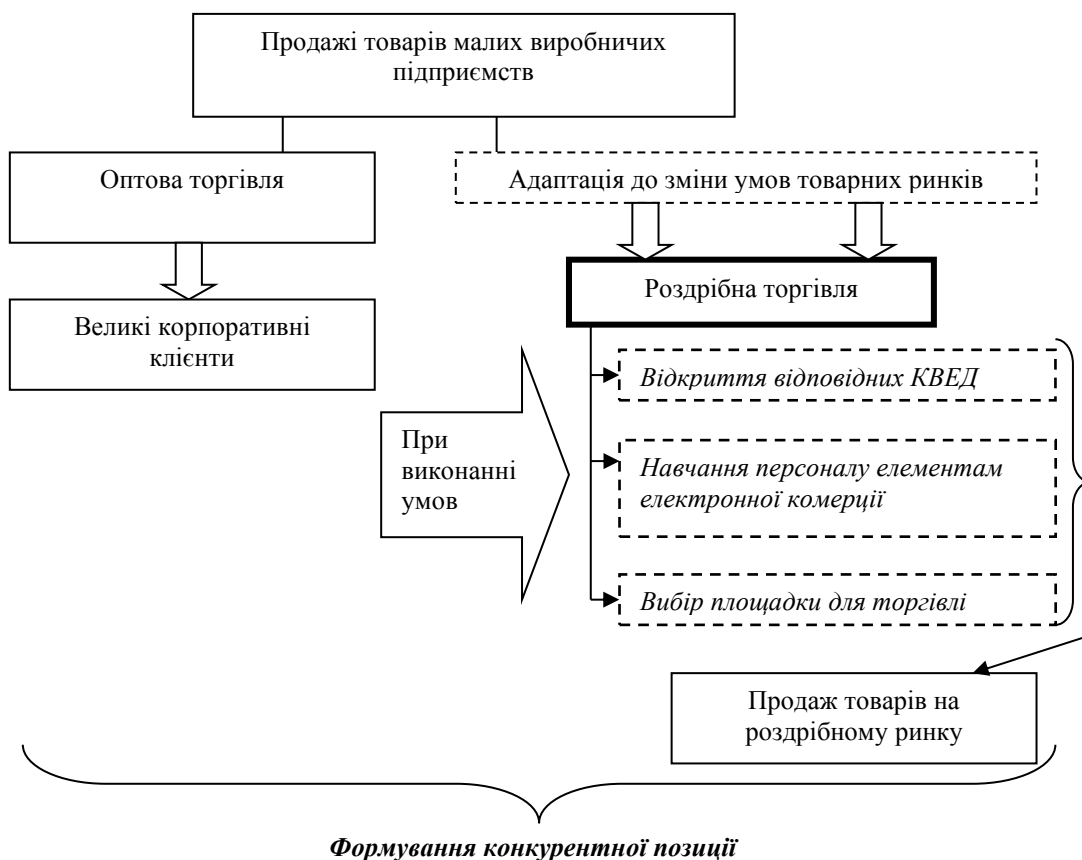 Продажі товарів малих виробничих
підприємств
Оптова торгівля
Адаптація до зміни умов товарних ринків
Роздрібна торгівля
Великі корпоративні
клієнти
Відкриття відповідних КВЕД
При
виконанні
умов
Навчання персоналу елементам
електронної комерції
Вибір площадки для торгівлі
Продаж товарів на
роздрібному ринку
Формування конкурентної позиції